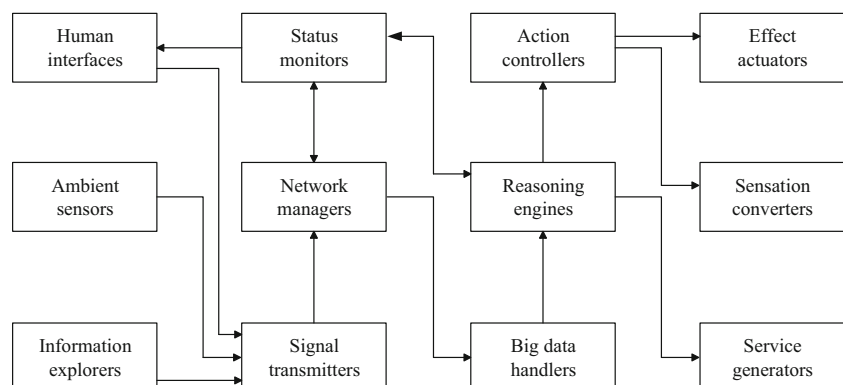 Human
interfaces
Status
monitors
Action
controllers
Effect
actuators
Ambient
sensors
Network
managers
Reasoning
engines
Sensation
converters
Information
explorers
Signal
transmitters
Big data
handlers
Service
generators